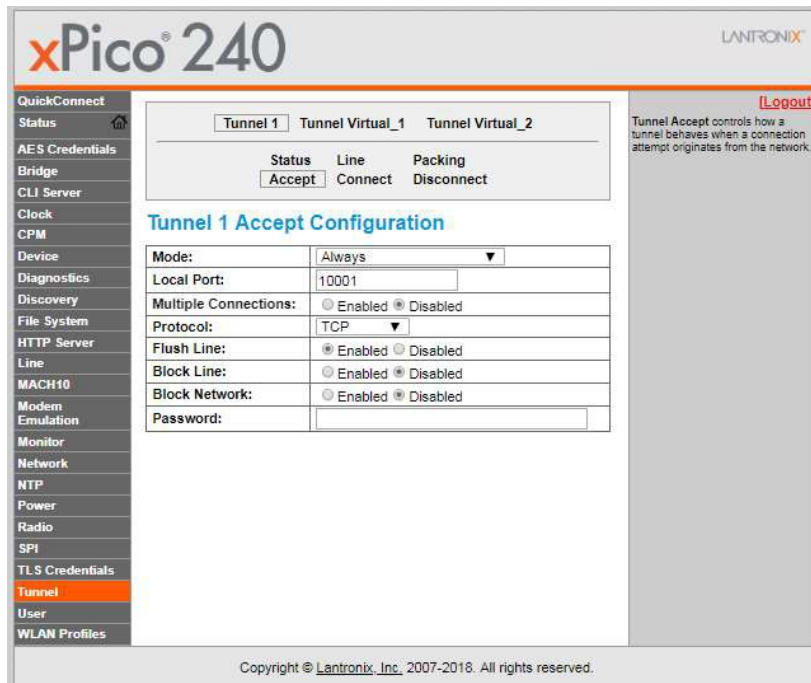 xPico® 240
LANTRONIX
QuickConnect
Status
AES Credentials
Bridge
CLI Server
Clock
CPM
Device
Diagnostics
Discovery
File System
HTTP Server
Line
MACH10
Modem
Emulation
Monitor
Network
NTP
Power
Radio
SPI
TLS Credentials
Tunnel
User
WLAN Profiles
Tunnel 1 Tunnel Virtual_1 Tunnel Virtual_2
Status Line Packing
Accept Connect Disconnect
Tunnel 1 Accept Configuration
Mode: Always
Local Port: 10001
Multiple Connections: Enabled Disabled
Protocol: TCP
Flush Line: Enabled Disabled
Block Line: Enabled Disabled
Block Network: Enabled Disabled
Password:
[Logout
Tunnel Accept controls how a
tunnel behaves when a connection
attempt originates from the network.
Copyright © Lantronix, Inc. 2007-2018. All rights reserved.